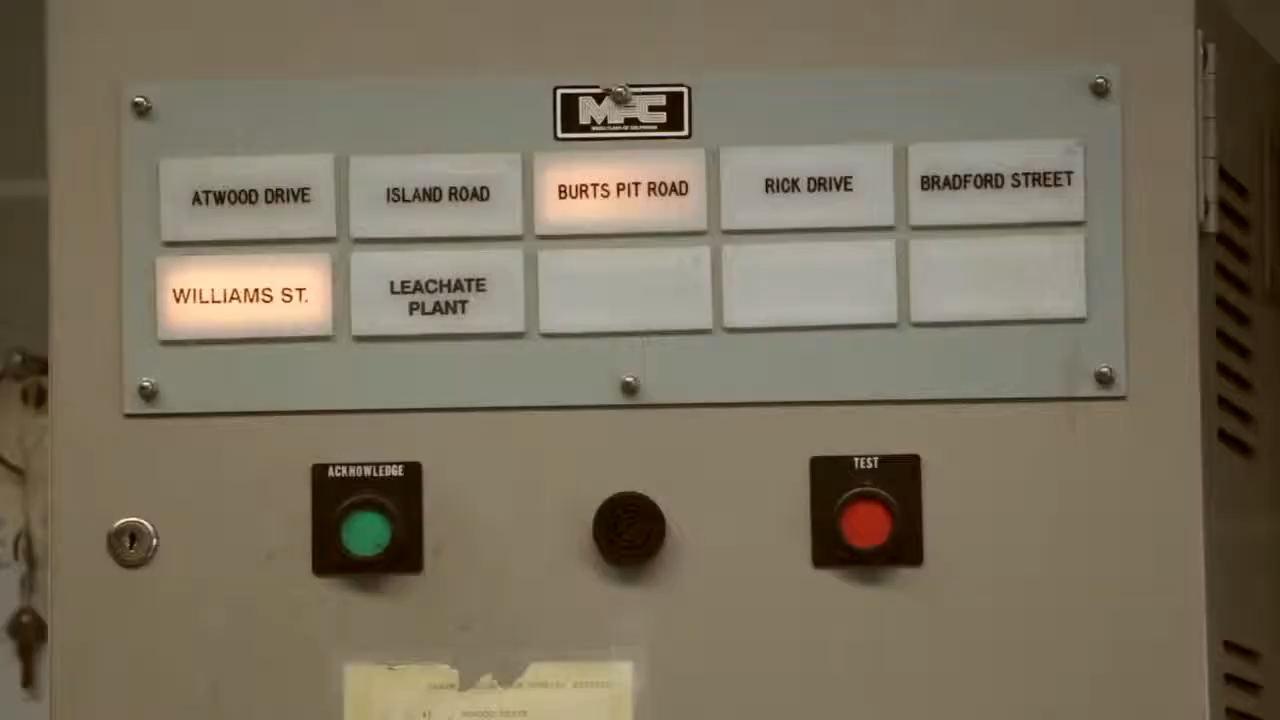 MFC
ATWOOD DRIVE
ISLAND ROAD
BURTS PIT ROAD
RICK DRIVE
BRADFORD STREET
WILLIAMS ST.
LEACHATE
PLANT
ACKNOWLEDGE
TEST